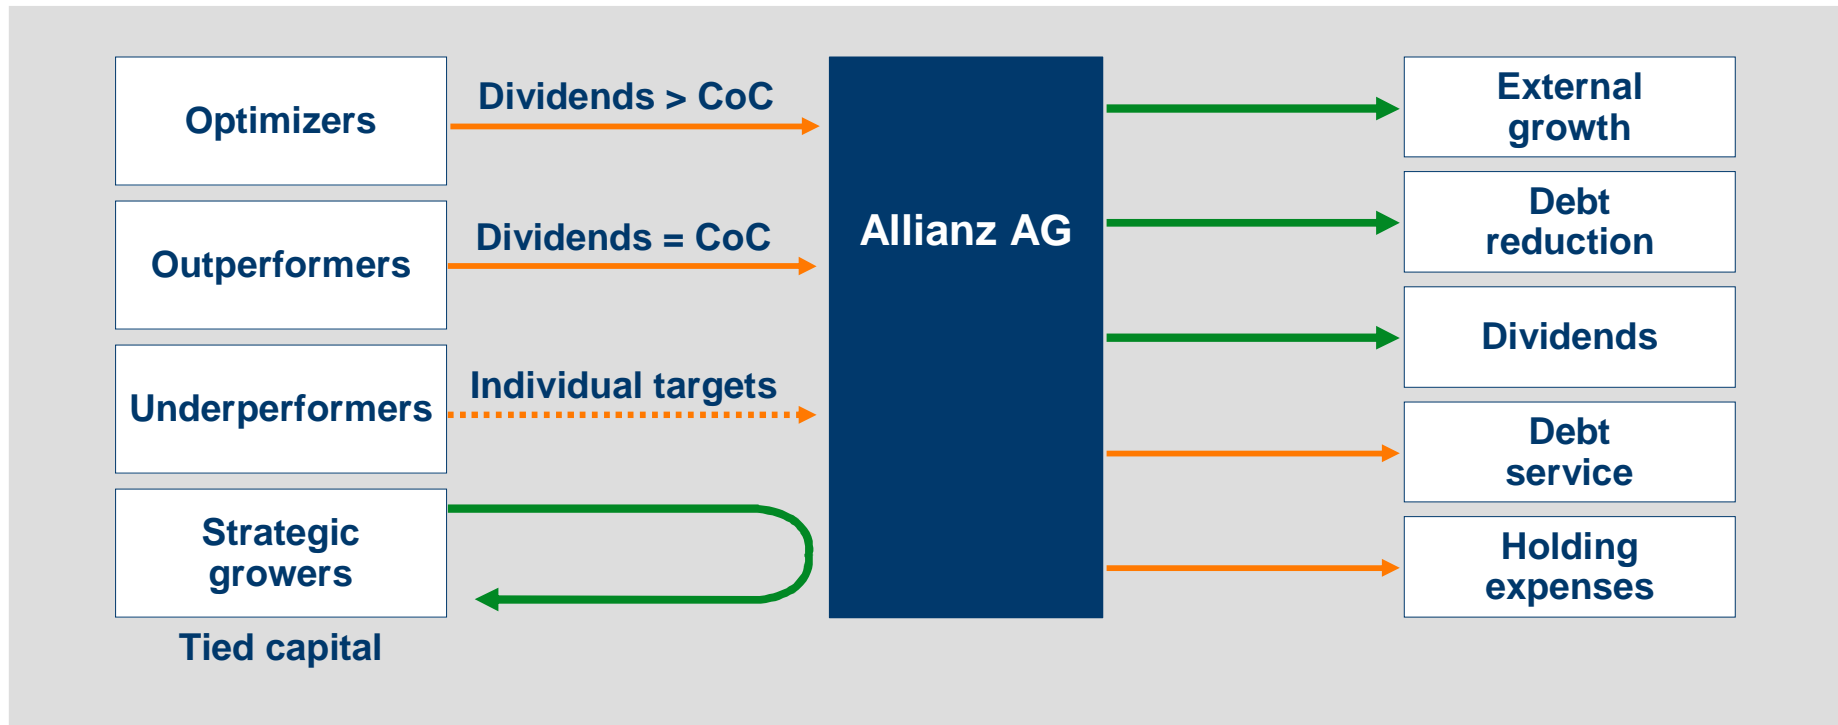 Optimizers
Dividends > CoC
Outperformers
Dividends = CoC
Underperformers
Individual targets
Strategic
growers
Tied capital
Allianz AG
External
growth
Debt
reduction
Dividends
Debt
service
Holding
expenses